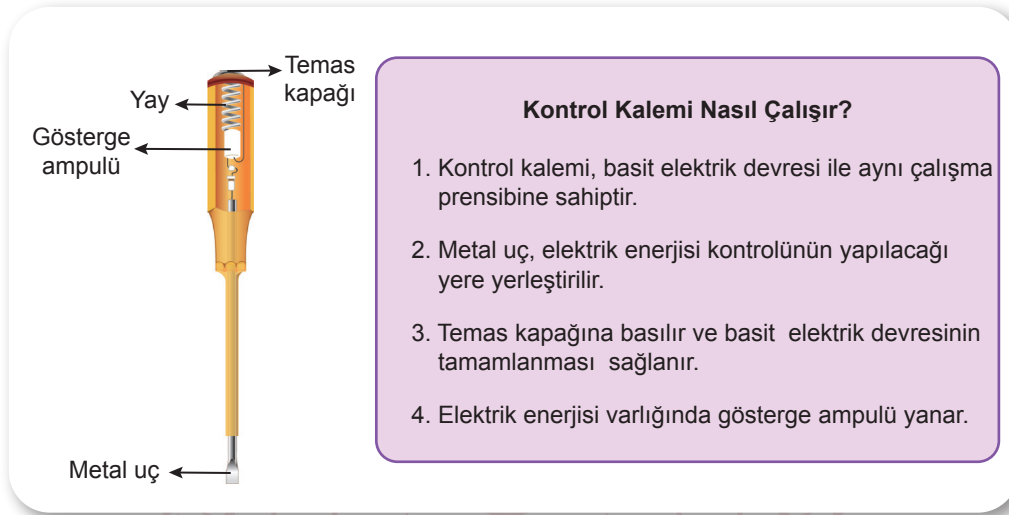 Temas
kapağı
Yay
Gösterge
ampulü
Metal uç
Kontrol Kalemi Nasıl Çalışır?
1. Kontrol kalemi, basit elektrik devresi ile aynı çalışma
prensibine sahiptir.
2. Metal uç, elektrik enerjisi kontrolünün yapılacağı
yere yerleştirilir.
3. Temas kapağına basılır ve basit elektrik devresinin
tamamlanması sağlanır.
4. Elektrik enerjisi varlığında gösterge ampulü yanar.